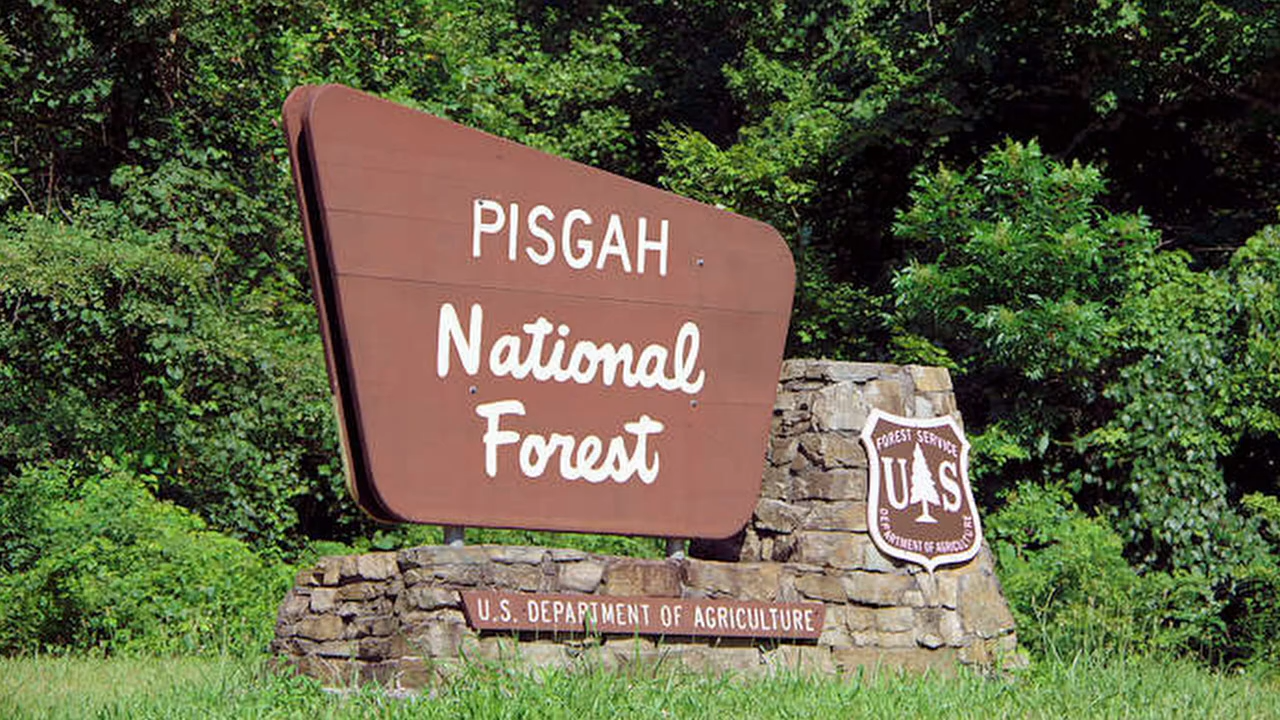 PISGAH
National
Forest
FOREST SERVICE
U S
DEPARTMENT OF AGRICULTURE
U.S. DEPARTMENT OF AGRICULTURE